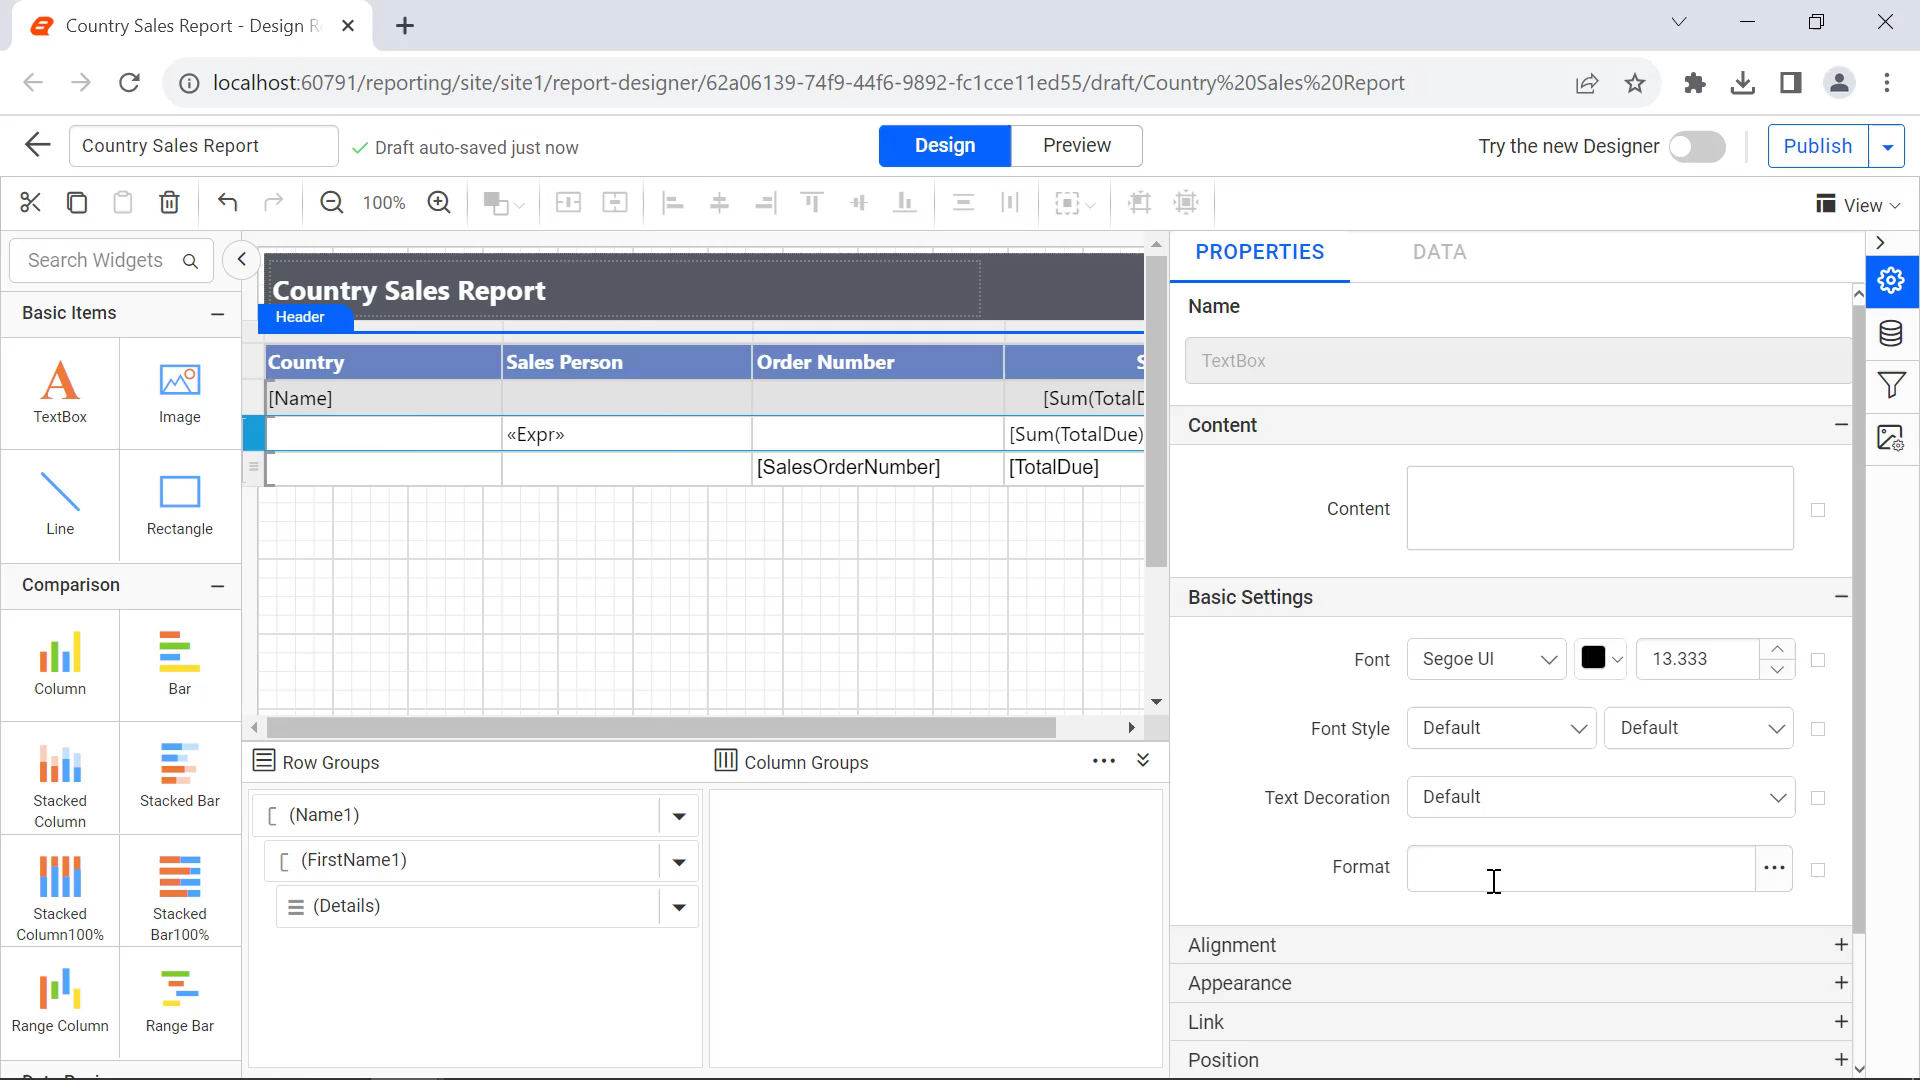 Country Sales Report - Design R
localhost:60791/reporting/site/site1/report-designer/62a06139-74f9-44f6-9892-fc1cce11ed55/draft/Country%20Sales%20Report
Country Sales Report
Draft auto-saved just now
Design
Preview
Try the new Designer
Publish
100%
View
Search Widgets
Basic Items
TextBox
Image
Line
Rectangle
Comparison
Column
Bar
Stacked
Column
Stacked Bar
Stacked
Column100%
Stacked
Bar100%
Range Column
Range Bar
Country Sales Report
Header
Country
Sales Person
Order Number
S
[Name]
[Sum(TotalD
«Expr»
[Sum(TotalDue)
[SalesOrderNumber]
[TotalDue]
Row Groups
Column Groups
(Name1)
(FirstName1)
(Details)
PROPERTIES
DATA
Name
TextBox
Content
Content
Basic Settings
Font
Segoe UI
13.333
Font Style
Default
Default
Text Decoration
Default
Format
Alignment
Appearance
Link
Position